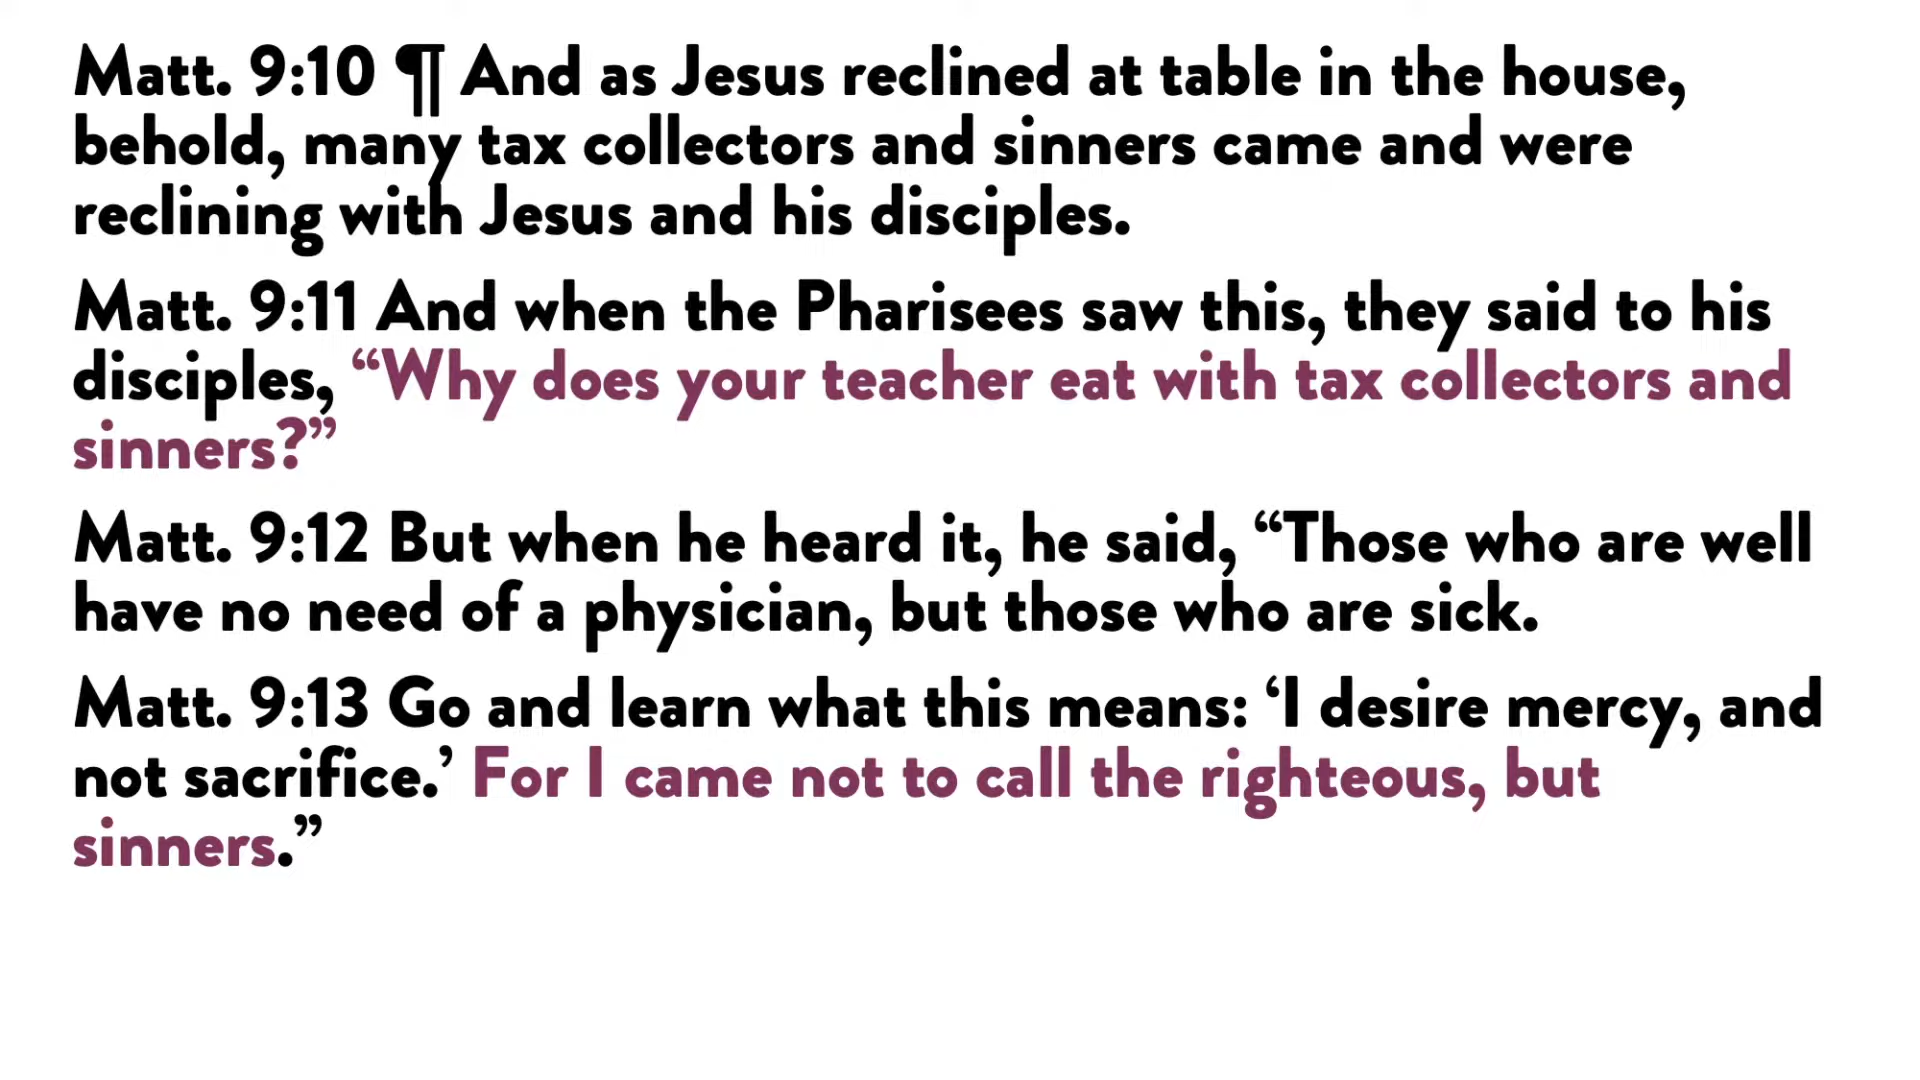 Matt. 9:10 ¶ And as Jesus reclined at table in the house,
behold, many tax collectors and sinners came and were
reclining with Jesus and his disciples.
Matt. 9:11 And when the Pharisees saw this, they said to his
disciples, “Why does your teacher eat with tax collectors and
sinners?”
Matt. 9:12 But when he heard it, he said, “Those who are well
have no need of a physician, but those who are sick.
Matt. 9:13 Go and learn what this means: ‘I desire mercy, and
not sacrifice.’ For I came not to call the righteous, but
sinners.”